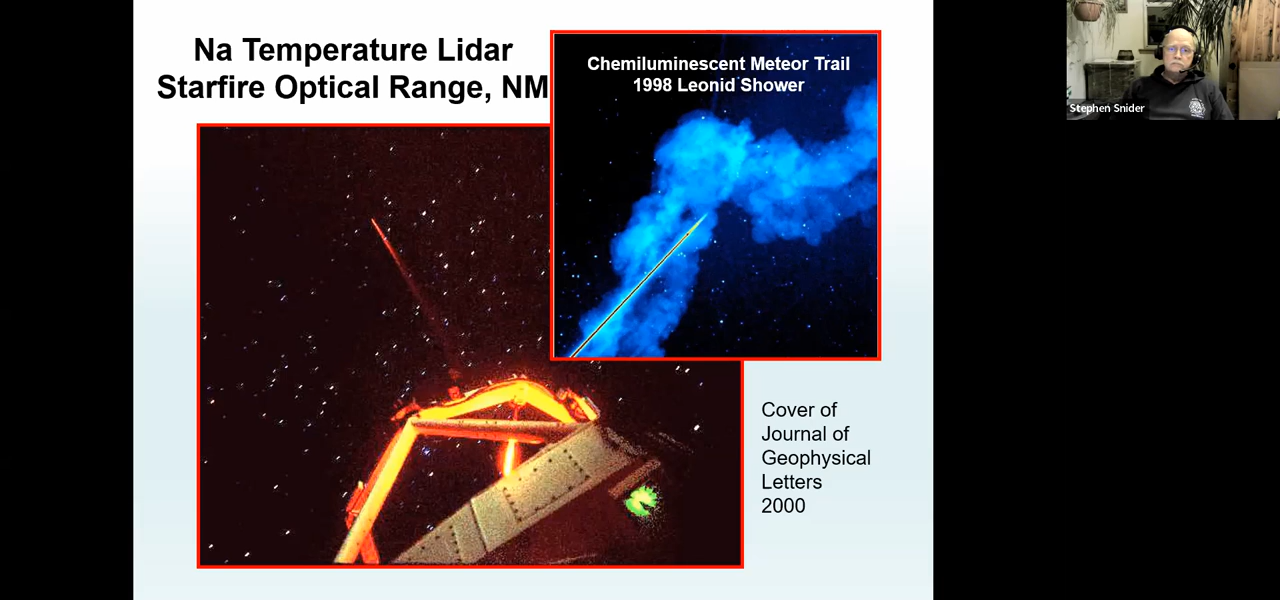 Na Temperature Lidar
Starfire Optical Range, NM
Chemiluminescent Meteor Trail
1998 Leonid Shower
Cover of
Journal of
Geophysical
Letters
2000
Stephen Snider